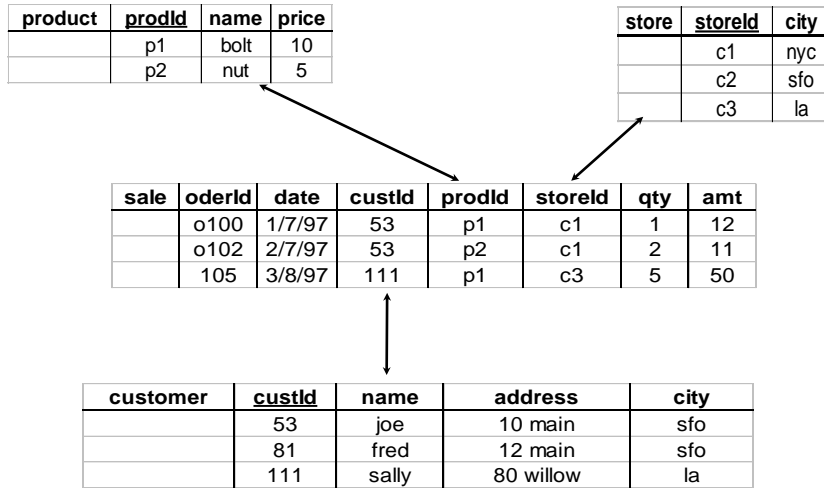 product prodId name price
p1 bolt 10
p2 nut 5
store storeId city
c1 nyc
c2 sfo
c3 la
sale oderId date custId prodId storeId qty amt
o100 1/7/97 53 p1 c1 1 12
o102 2/7/97 53 p2 c1 2 11
105 3/8/97 111 p1 c3 5 50
customer custId name address city
53 joe 10 main sfo
81 fred 12 main sfo
111 sally 80 willow la